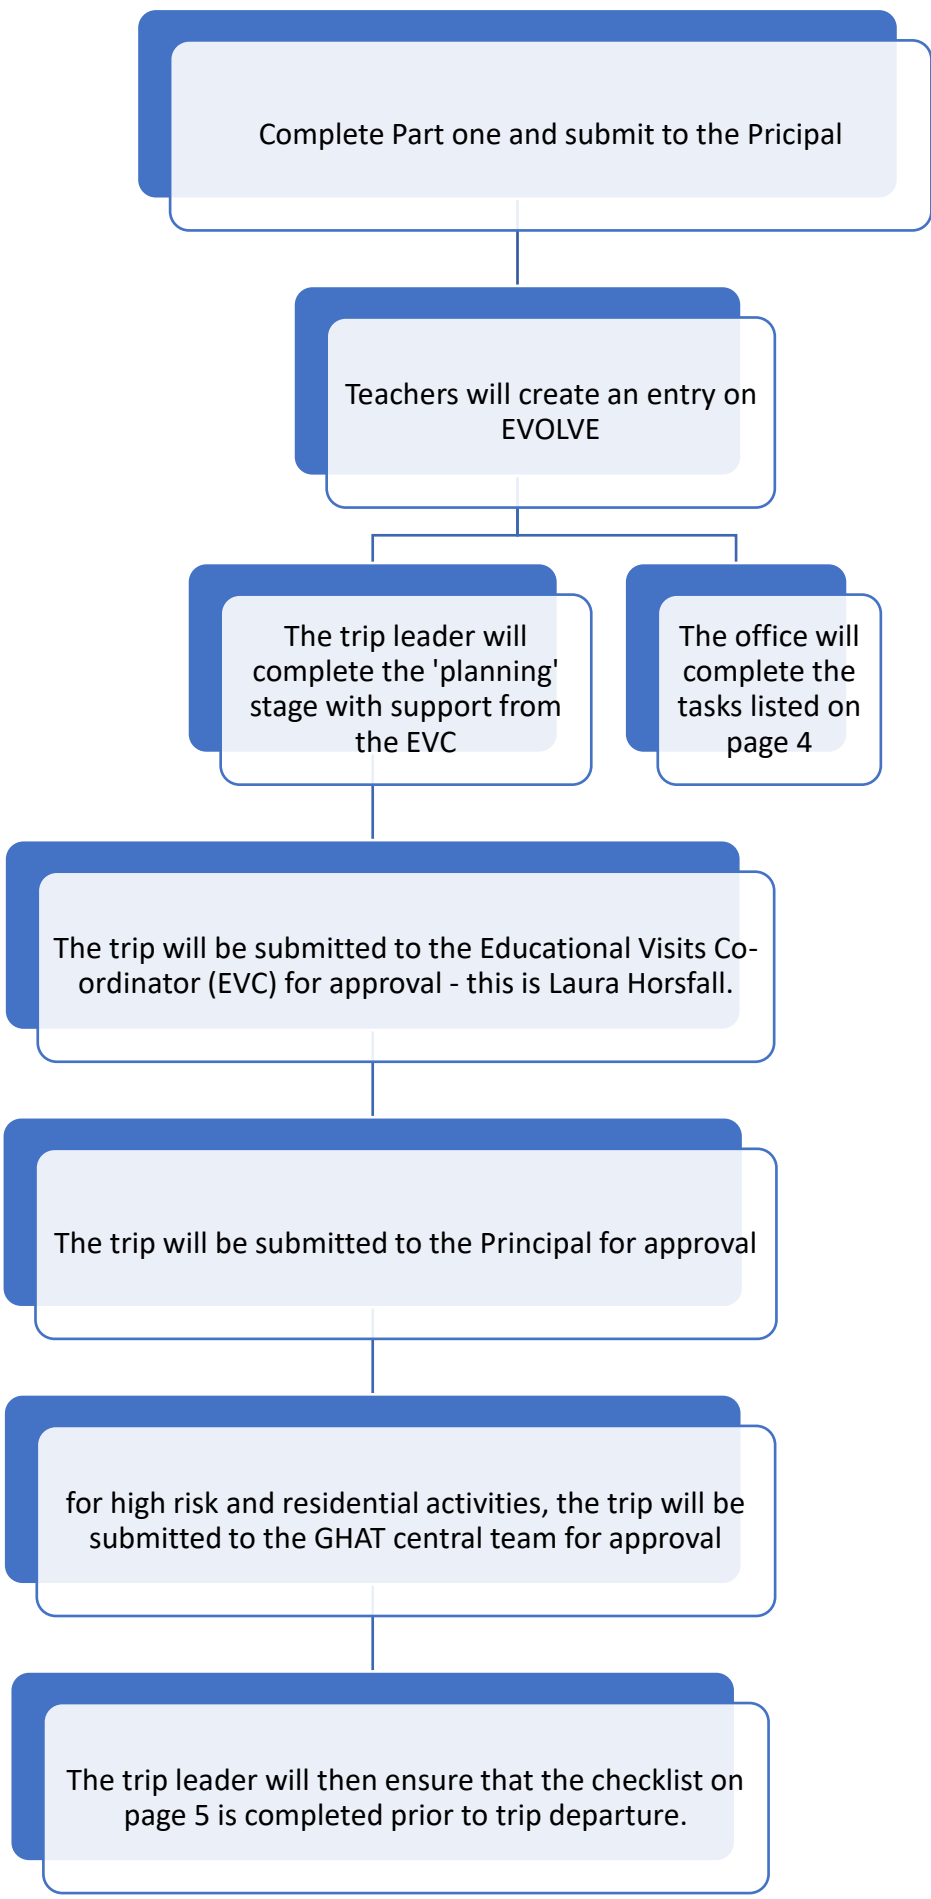 Complete Part one and submit to the Pricipal
Teachers will create an entry on
EVOLVE
The trip leader will
complete the 'planning'
stage with support from
the EVC
The office will
complete the
tasks listed on
page 4
The trip will be submitted to the Educational Visits Co-
ordinator (EVC) for approval - this is Laura Horsfall.
The trip will be submitted to the Principal for approval
for high risk and residential activities, the trip will be
submitted to the GHAT central team for approval
The trip leader will then ensure that the checklist on
page 5 is completed prior to trip departure.